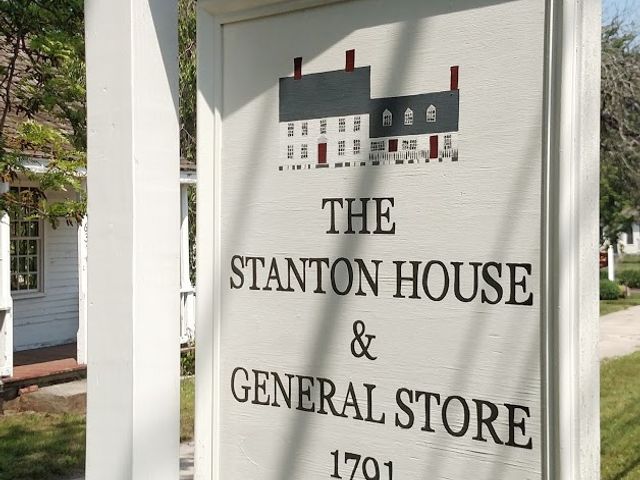 THE
STANTON HOUSE
&
GENERAL STORE
1791